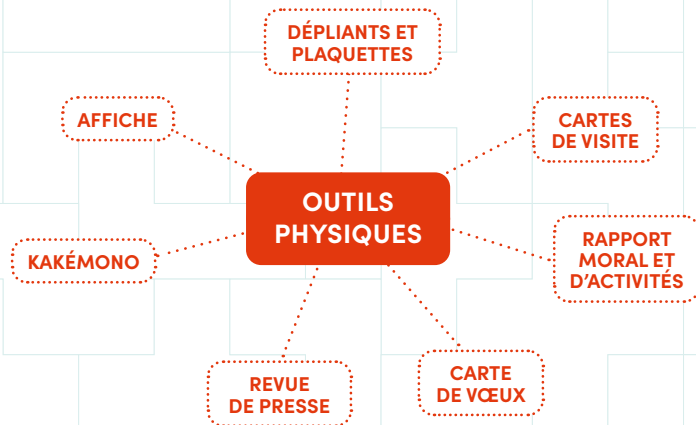 DÉPLIANTS ET
PLAQUETTES
AFFICHE
CARTES
DE VISITE
OUTILS
PHYSIQUES
KAKÉMONO
RAPPORT
MORAL ET
D'ACTIVITÉS
REVUE
DE PRESSE
CARTE
DE VŒUX